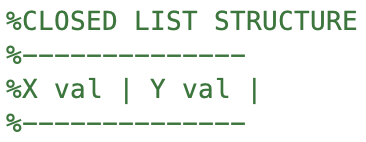 %CLOSED LIST STRUCTURE
%--------------
%X val | Y val |
%--------------